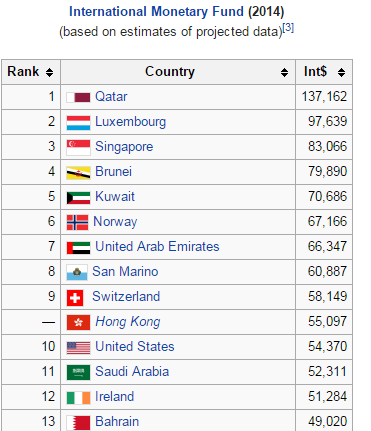 International Monetary Fund (2014)
(based on estimates of projected data)[3]
Rank Country Int$
1 Qatar 137,162
2 Luxembourg 97,639
3 Singapore 83,066
4 Brunei 79,890
5 Kuwait 70,686
6 Norway 67,166
7 United Arab Emirates 66,347
8 San Marino 60,887
9 Switzerland 58,149
— Hong Kong 55,097
10 United States 54,370
11 Saudi Arabia 52,311
12 Ireland 51,284
13 Bahrain 49,020